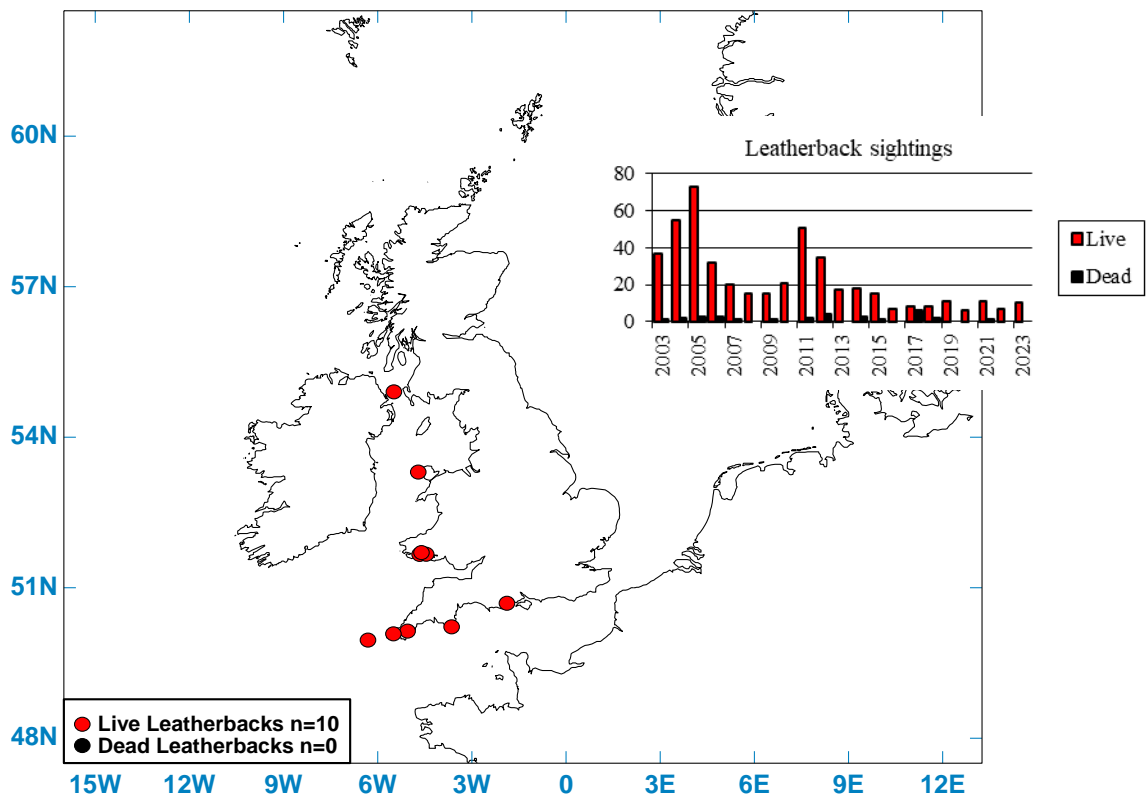 60N
57N
54N
51N
48N
15W 12W 9W 6W 3W 0 3E 6E 9E 12E
Leatherback sightings
80
60
40
20
0
2003 2005 2007 2009 2011 2013 2015 2017 2019 2021 2023
Live
Dead
Live Leatherbacks n=10
Dead Leatherbacks n=0